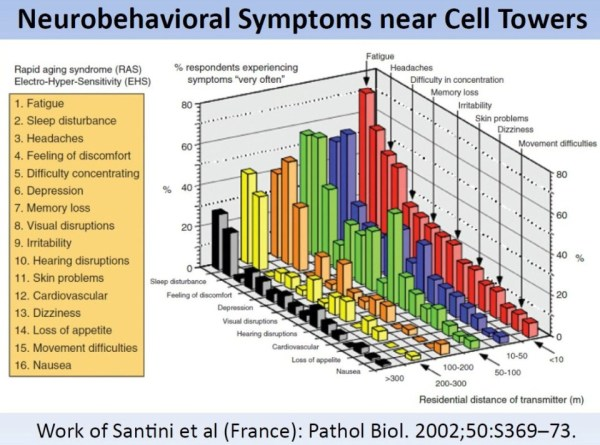 Neurobehavioral Symptoms near Cell Towers
Rapid aging syndrome (RAS)
Electro-Hyper-Sensitivity (EHS)
1. Fatigue
2. Sleep disturbance
3. Headaches
4. Feeling of discomfort
5. Difficulty concentrating
6. Depression
7. Memory loss
8. Visual disruptions
9. Irritability
10. Hearing disruptions
11. Skin problems
12. Cardiovascular
13. Dizziness
14. Loss of appetite
15. Movement difficulties
16. Nausea
% respondents experiencing
symptoms "very often"
Fatigue
Headaches
Difficulty in concentration
Memory loss
Irritability
Skin problems
Dizziness
Movement difficulties
80
60
%
40
20
0
80
60
40
%
20
0
Sleep disturbance
Feeling of discomfort
Depression
Visual disruptions
Hearing disruptions
Cardiovascular
Loss of appetite
Nausea
<10
10-50
50-100
100-200
200-300
>300
Residential distance of transmitter (m)
Work of Santini et al (France): Pathol Biol. 2002;50:S369–73.